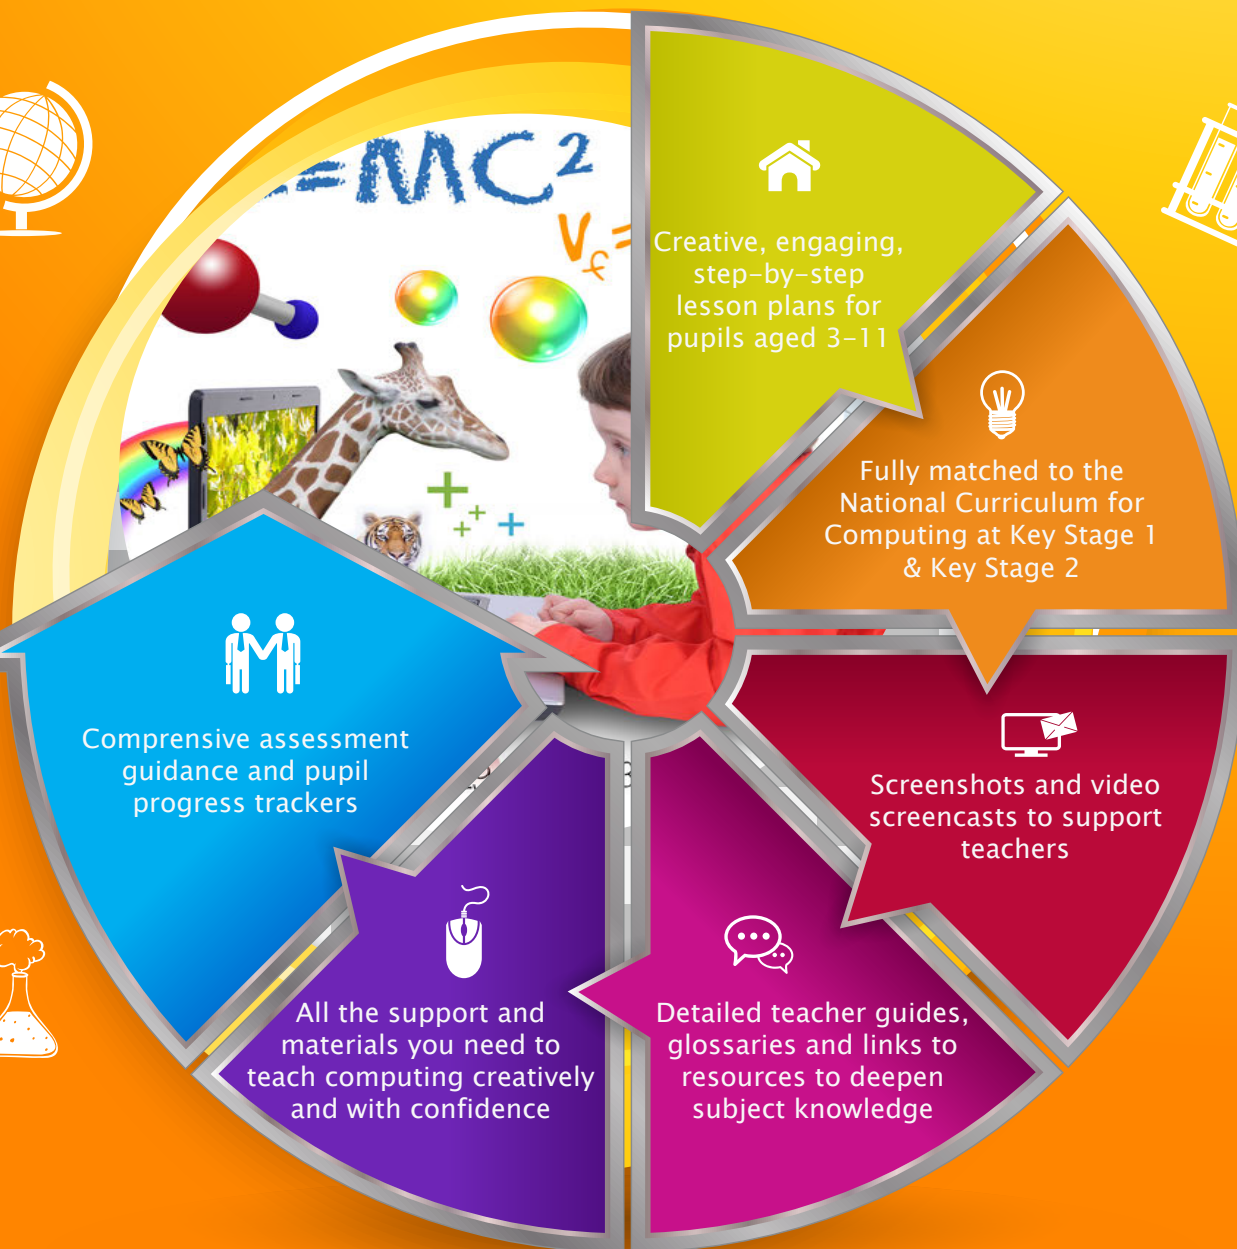 =MC²
V£=
Creative, engaging,
step-by-step
lesson plans for
pupils aged 3-11
Fully matched to the
National Curriculum for
Computing at Key Stage 1
& Key Stage 2
Screenshots and video
screencasts to support
teachers
Detailed teacher guides,
glossaries and links to
resources to deepen
subject knowledge
All the support and
materials you need to
teach computing creatively
and with confidence
Comprensive assessment
guidance and pupil
progress trackers